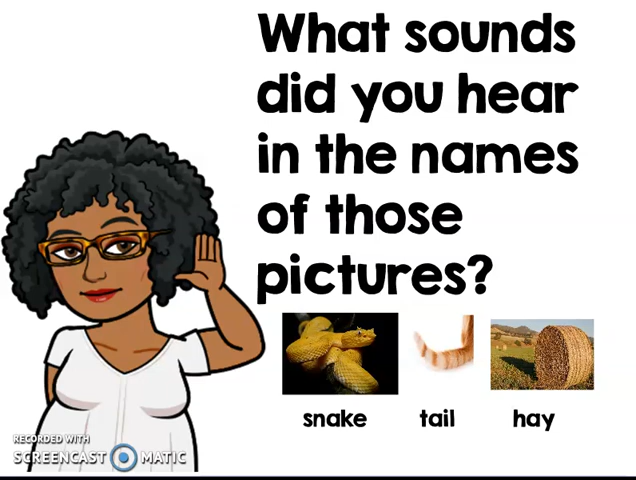 What sounds
did you hear
in the names
of those
pictures?
snake tail hay
RECORDED WITH
SCREENCAST MATIC